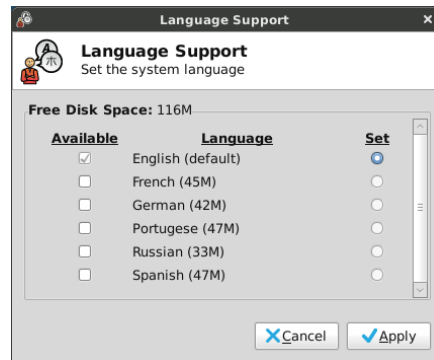 Language Support
Language Support
Set the system language
Free Disk Space: 116M
Available Language Set
English (default)
French (45M)
German (42M)
Portugese (47M)
Russian (33M)
Spanish (47M)
Cancel Apply